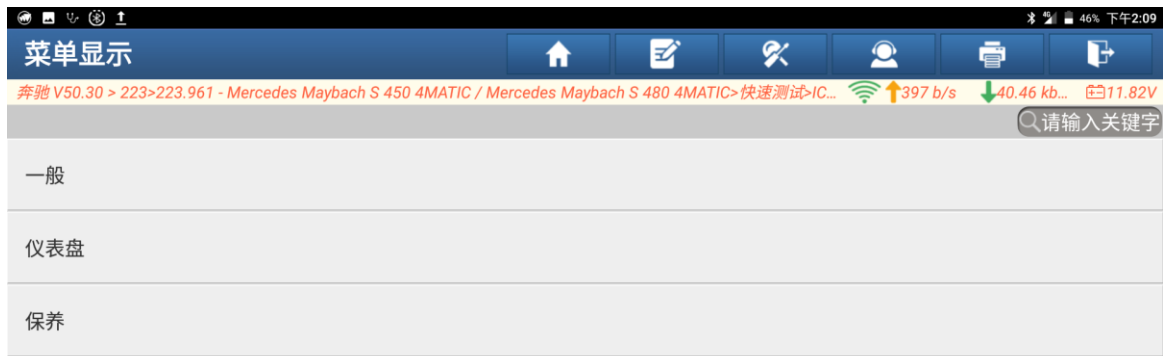 46% 下午2:09
菜单显示
奔驰 V50.30 > 223>223.961 - Mercedes Maybach S 450 4MATIC / Mercedes Maybach S 480 4MATIC>快速测试>IC... 397 b/s 40.46 kb... 11.82V
请输入关键字
一般
仪表盘
保养